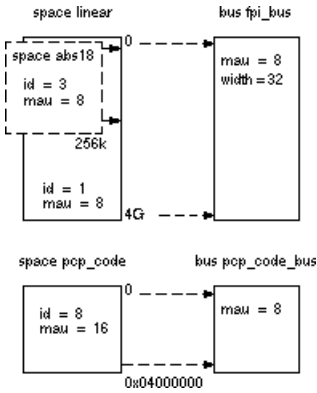 space linear
bus fpi_bus
0
space abs18
id = 3
mau = 8
mau = 8
width = 32
256k
id = 1
mau = 8
4G
space pcp_code
bus pcp_code_bus
0
id = 8
mau = 16
mau = 8
0x04000000